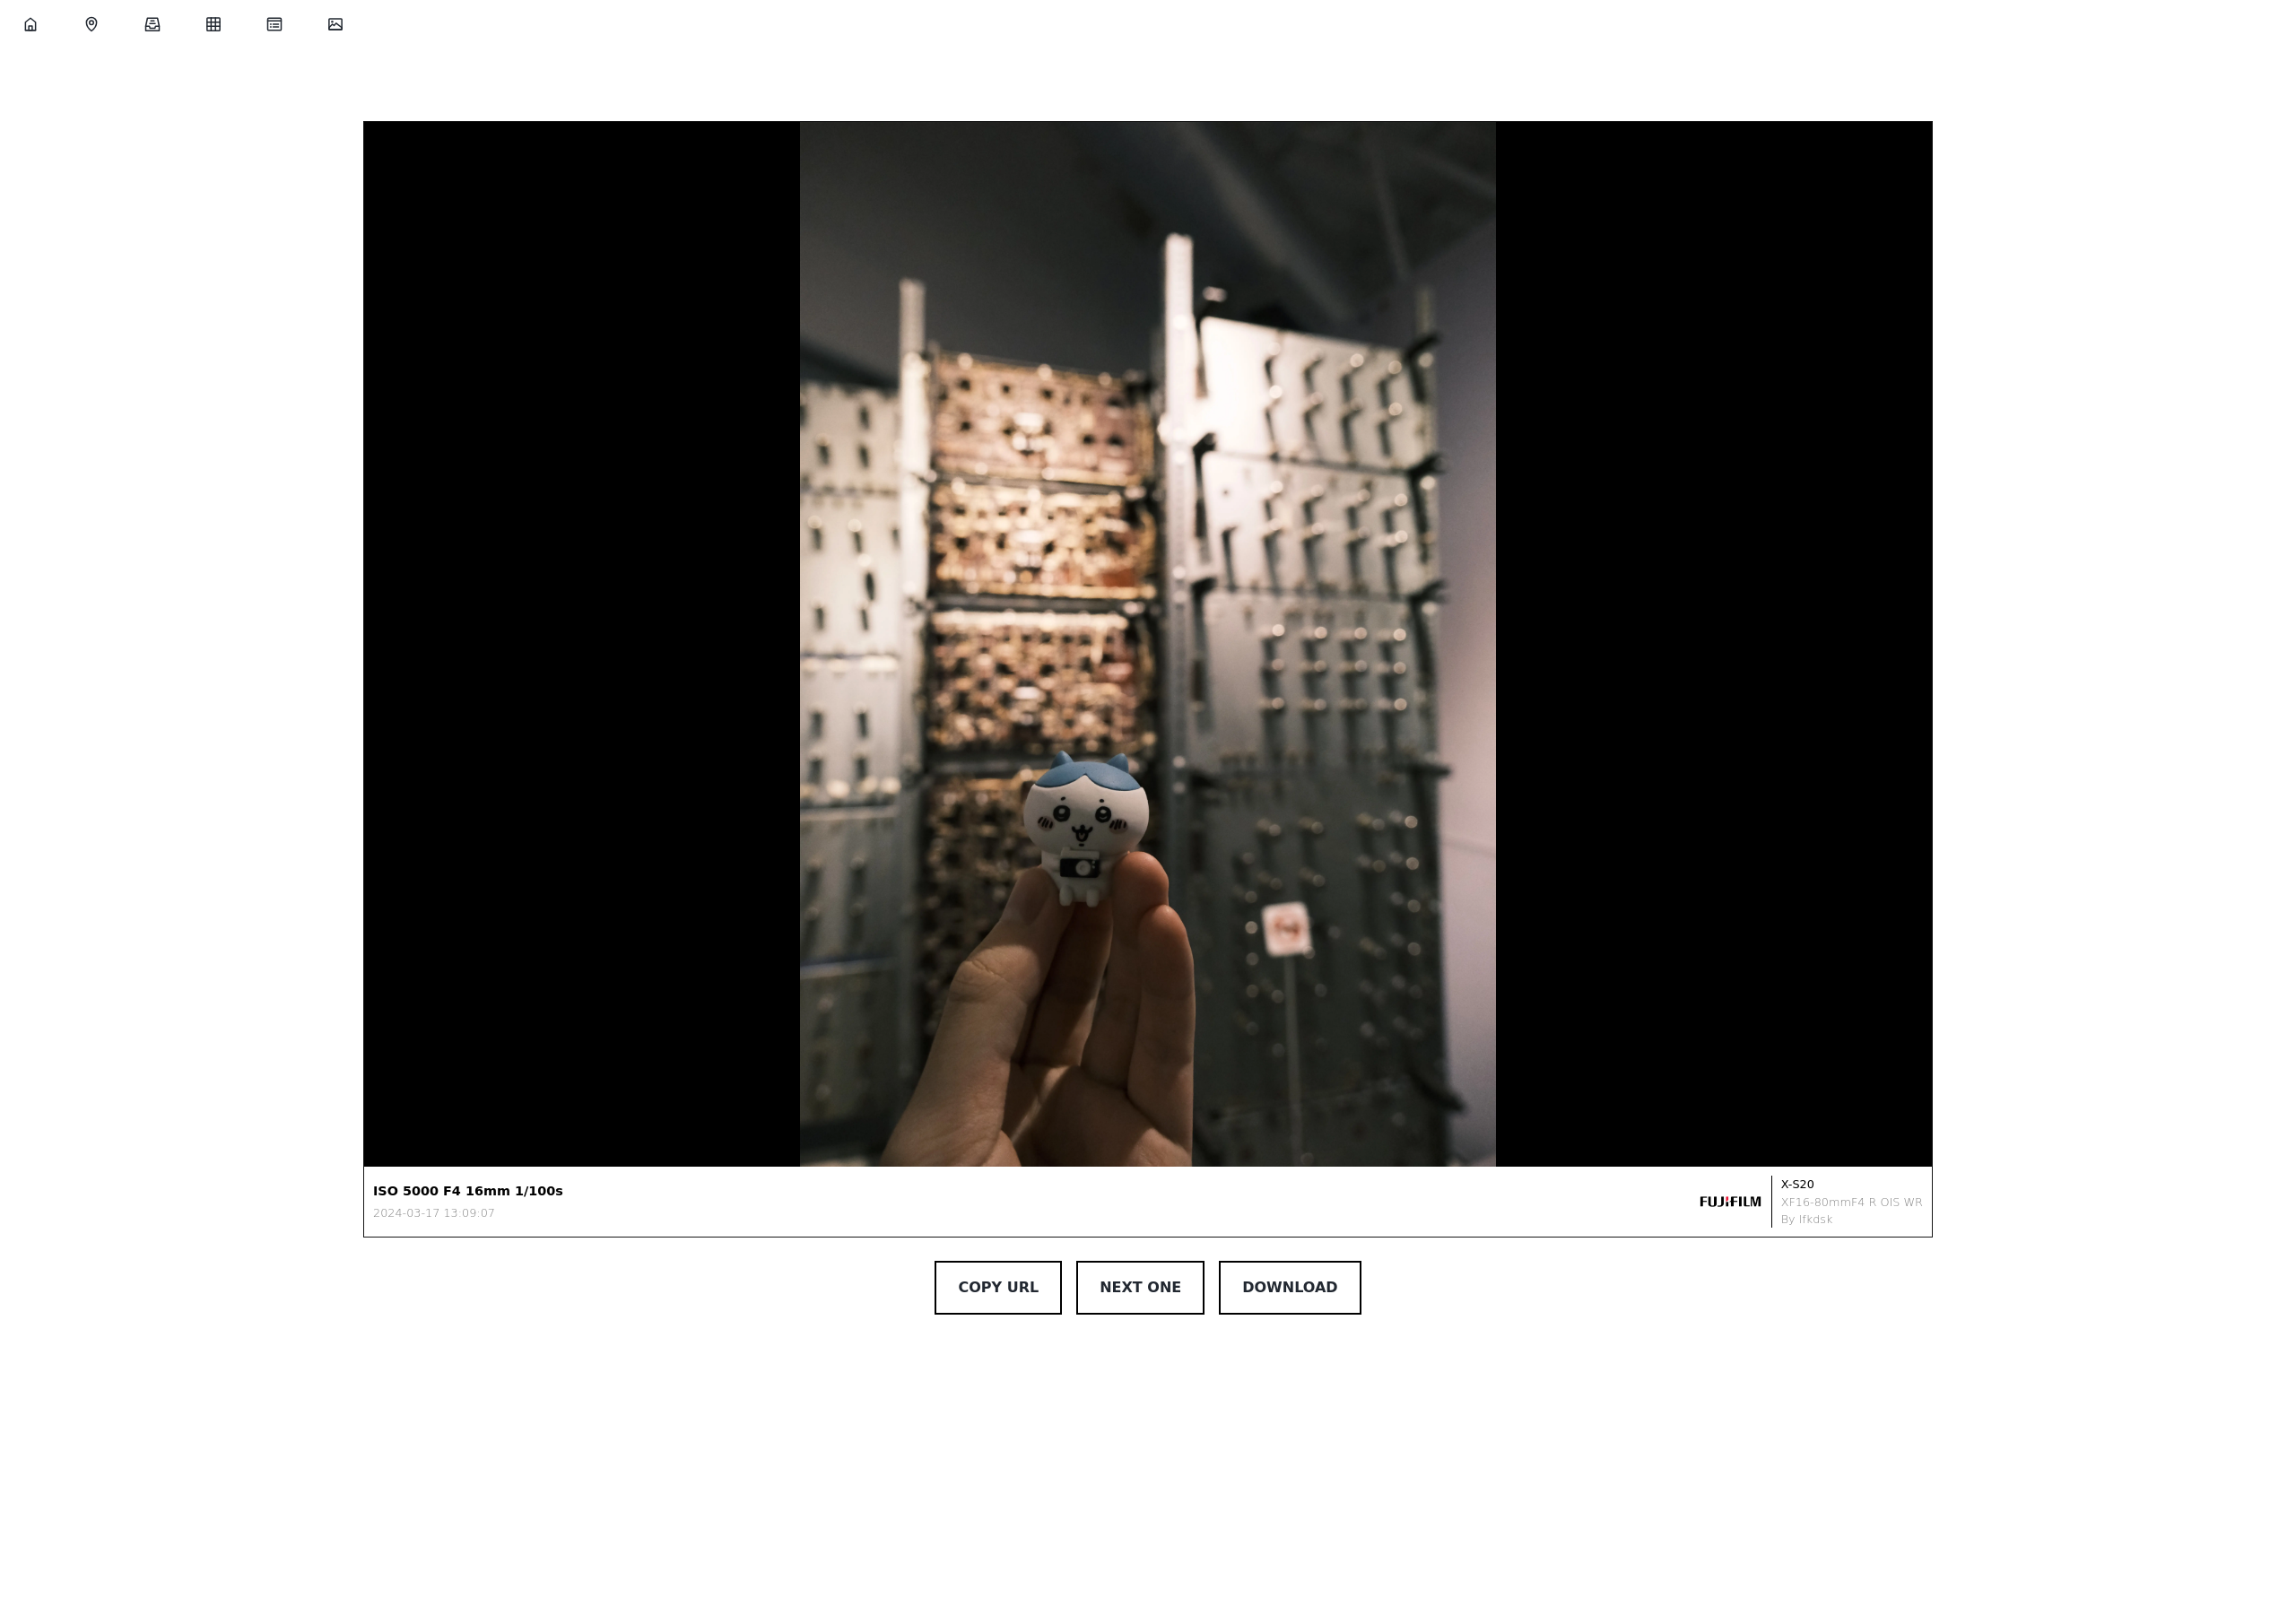 ISO 5000 F4 16mm 1/100s
2024-03-17 13:09:07
FUJIFILM
X-S20
XF16-80mmF4 R OIS WR
By lfkdsk
COPY URL
NEXT ONE
DOWNLOAD